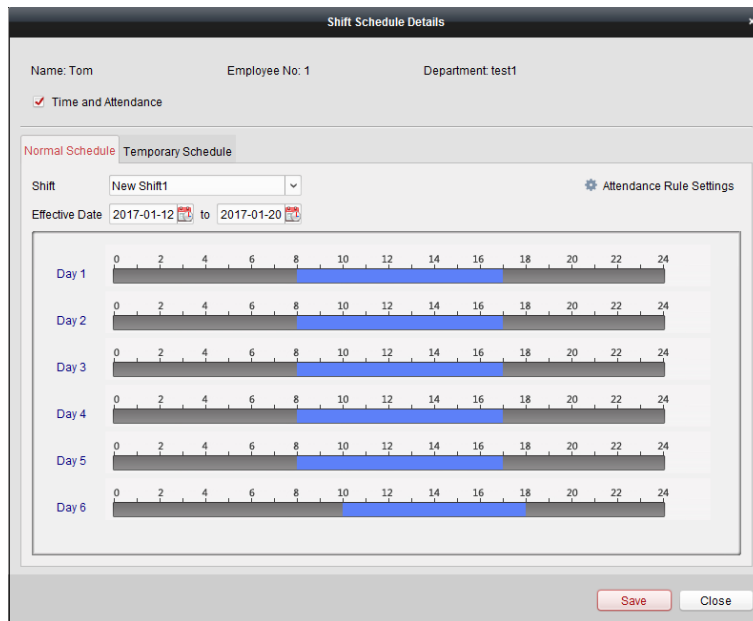 Shift Schedule Details
Name: Tom Employee No: 1 Department: test1
Time and Attendance
Normal Schedule Temporary Schedule
Shift New Shift1 Attendance Rule Settings
Effective Date 2017-01-12 to 2017-01-20
0 2 4 6 8 10 12 14 16 18 20 22 24
Day 1
0 2 4 6 8 10 12 14 16 18 20 22 24
Day 2
0 2 4 6 8 10 12 14 16 18 20 22 24
Day 3
0 2 4 6 8 10 12 14 16 18 20 22 24
Day 4
0 2 4 6 8 10 12 14 16 18 20 22 24
Day 5
0 2 4 6 8 10 12 14 16 18 20 22 24
Day 6
Save Close